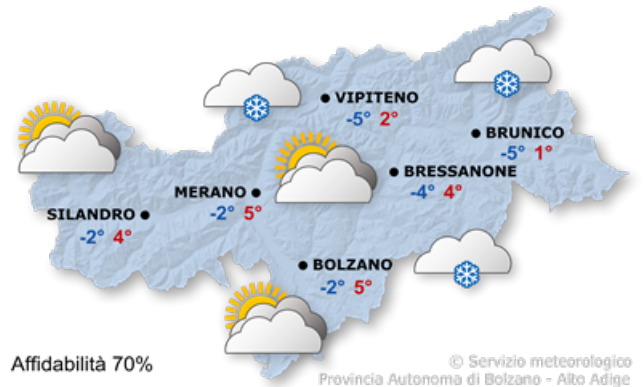 VIPITENO
-5° 2°
BRUNICO
-5° 1°
BRESSANONE
-4° 4°
MERANO
-2° 5°
SILANDRO
-2° 4°
BOLZANO
-2° 5°
Affidabilità 70%
© Servizio meteorologico
Provincia Autonoma di Bolzano - Alto Adige